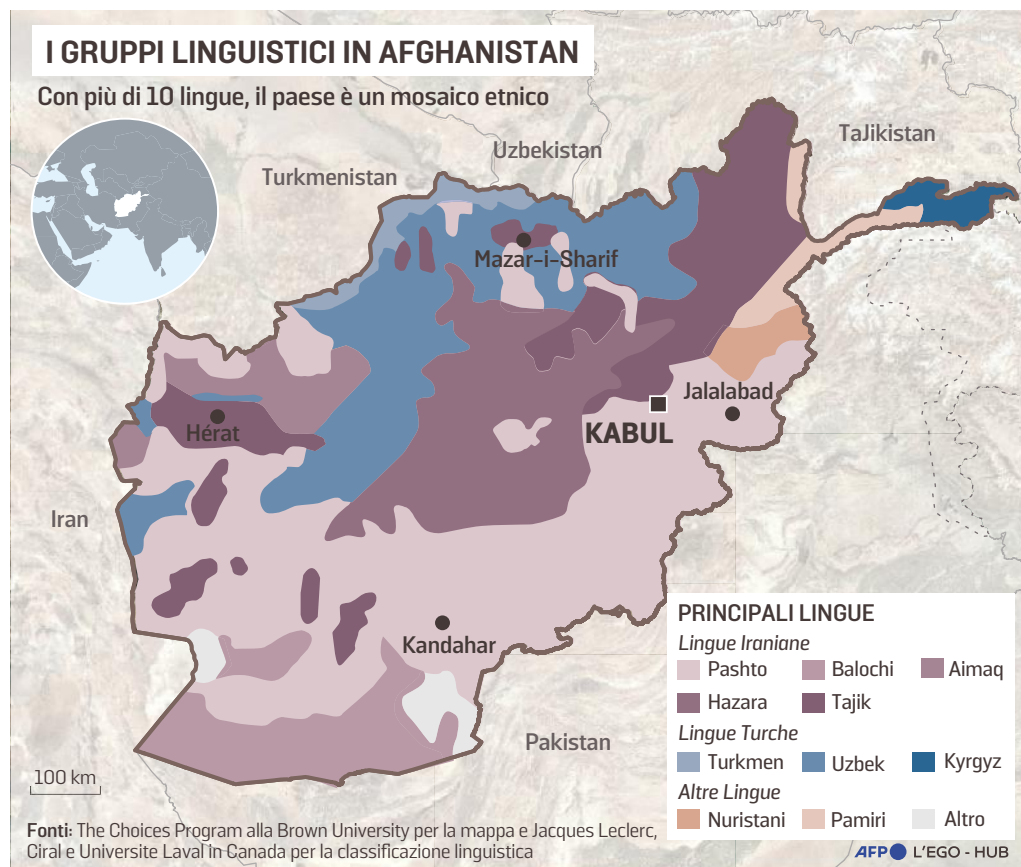 I GRUPPI LINGUISTICI IN AFGHANISTAN
Con più di 10 lingue, il paese è un mosaico etnico
TaJikistan
Uzbekistan
Turkmenistan
Mazar-i-Sharif
Jalalabad
Hérat
KABUL
Iran
Kandahar
Pakistan
100 km
PRINCIPALI LINGUE
Lingue Iraniane
Pashto Balochi Aimaq
Hazara Tajik
Lingue Turche
Turkmen Uzbek Kyrgyz
Altre Lingue
Nuristani Pamiri Altro
Fonti: The Choices Program alla Brown University per la mappa e Jacques Leclerc,
Ciral e Universite Laval in Canada per la classificazione linguistica
AFP L'EGO - HUB